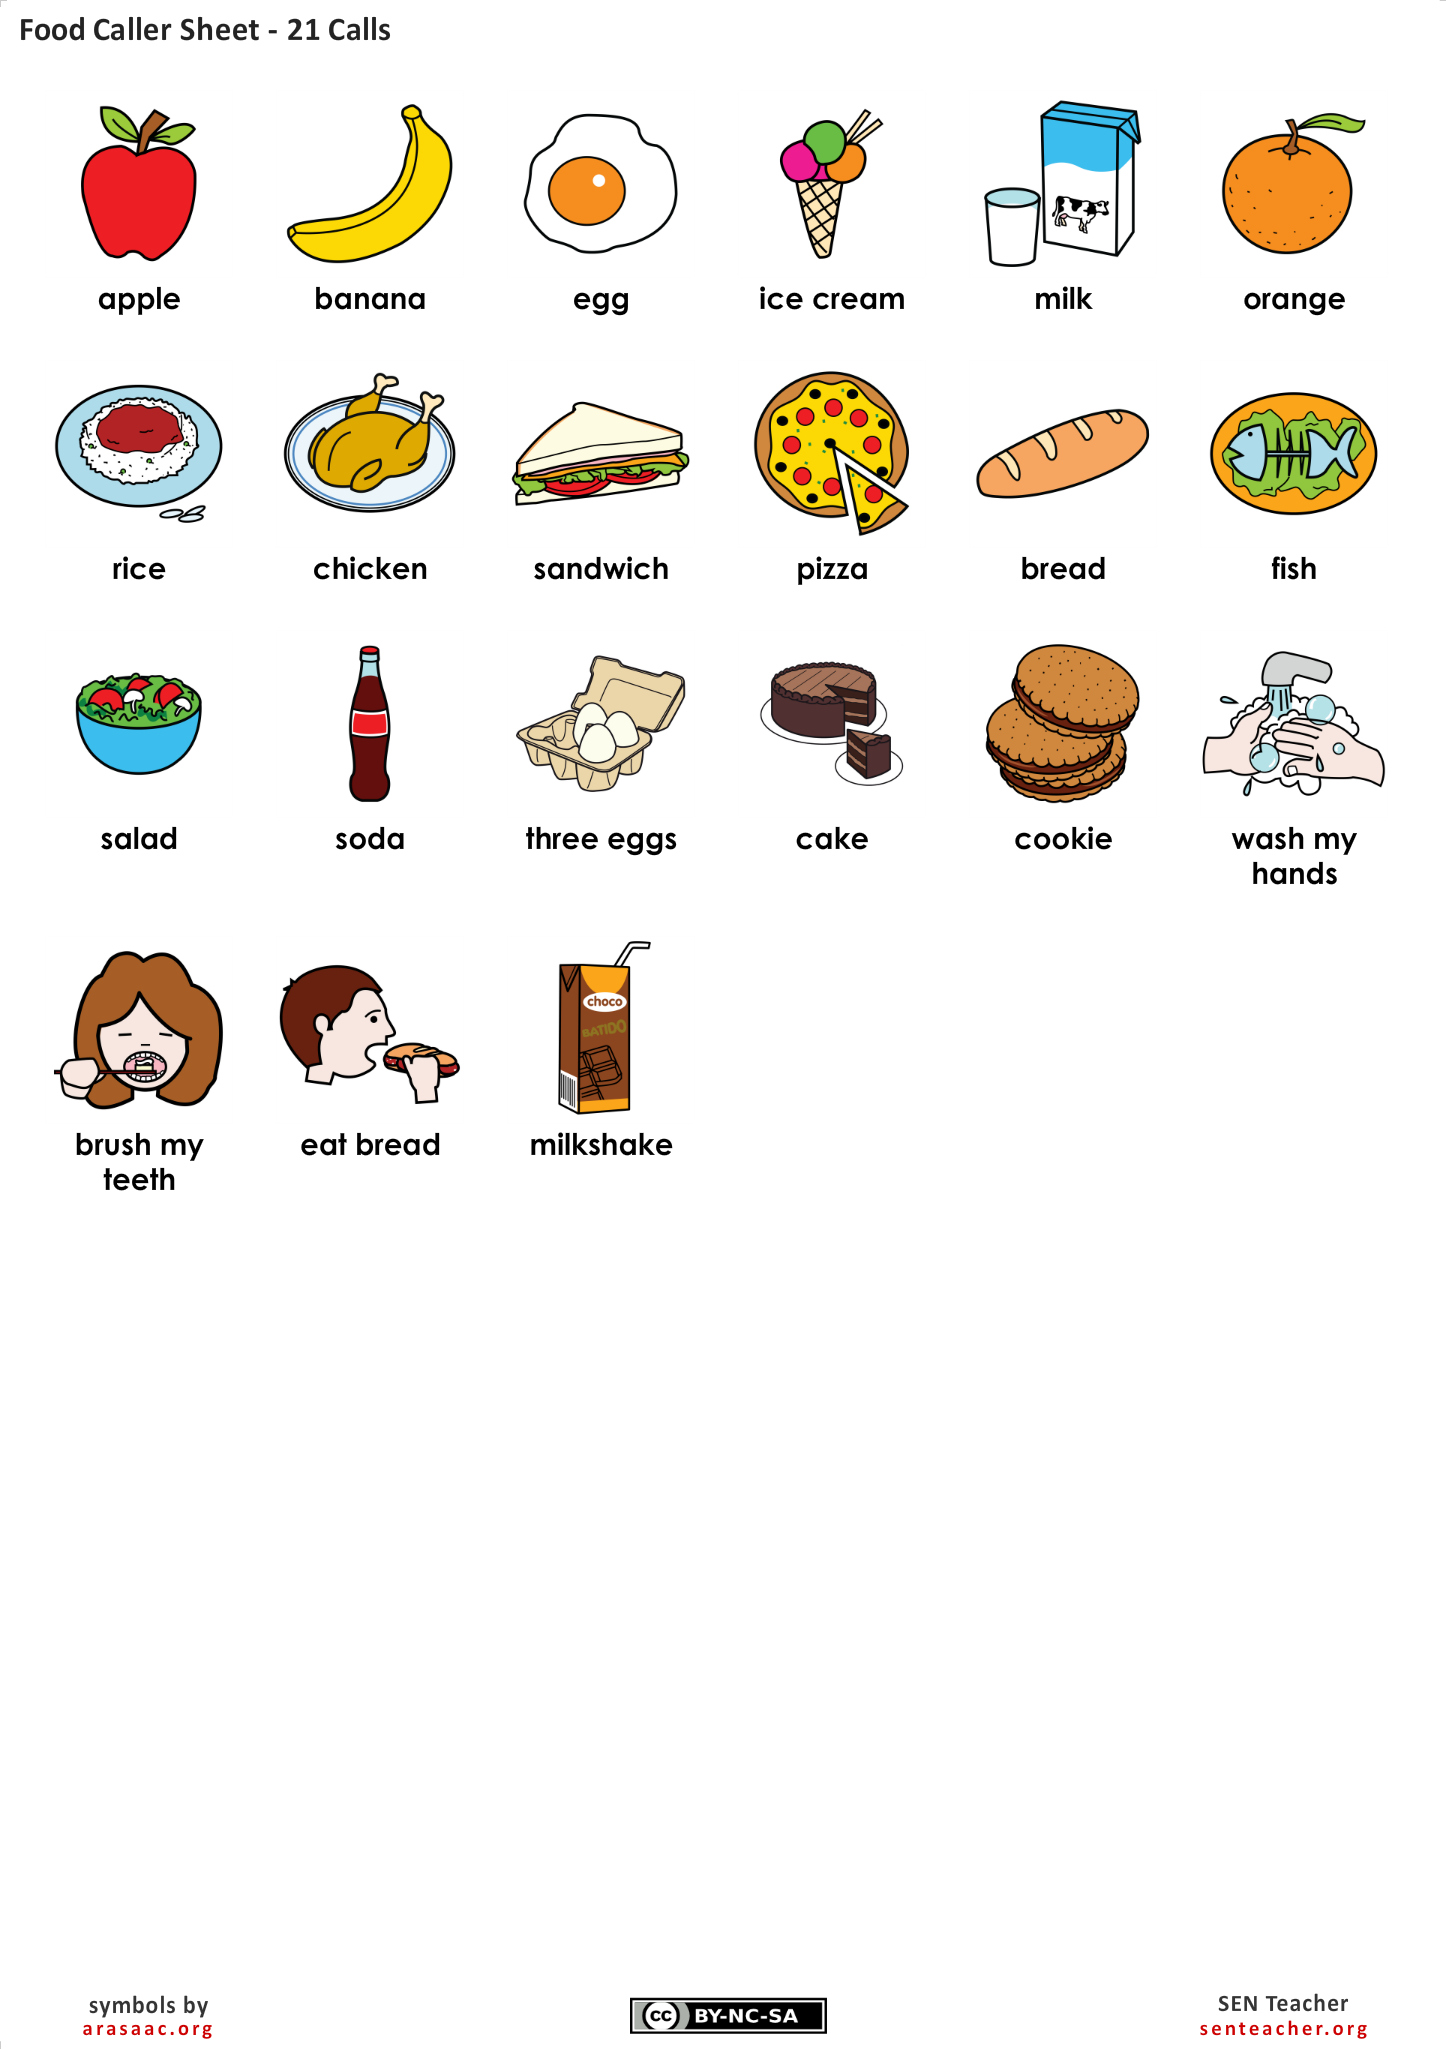 Food Caller Sheet - 21 Calls
apple
banana
egg
ice cream
milk
orange
rice
chicken
sandwich
pizza
bread
fish
salad
soda
three eggs
cake
cookie
wash my
hands
choco
BATIDO
brush my
teeth
eat bread
milkshake
symbols by
arasaac.org
cc BY-NC-SA
SEN Teacher
senteacher.org